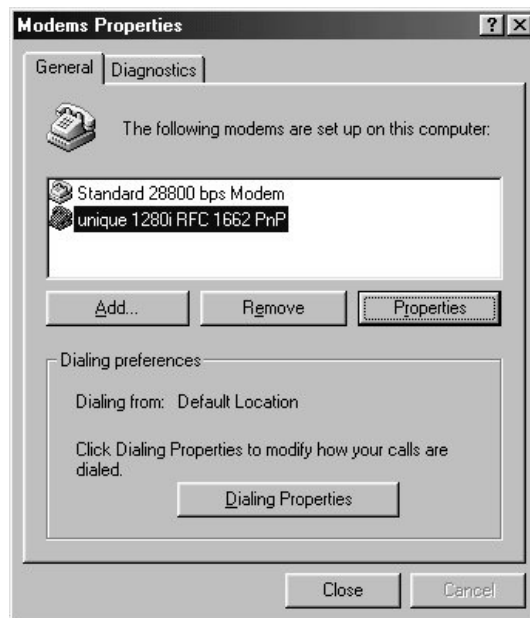 Modems Properties
General
Diagnostics
The following modems are set up on this computer:
Standard 28800 bps Modem
unique 1280i RFC 1662 PnP
Add...
Remove
Properties
Dialing preferences
Dialing from: Default Location
Click Dialing Properties to modify how your calls are
dialed.
Dialing Properties
Close
Cancel